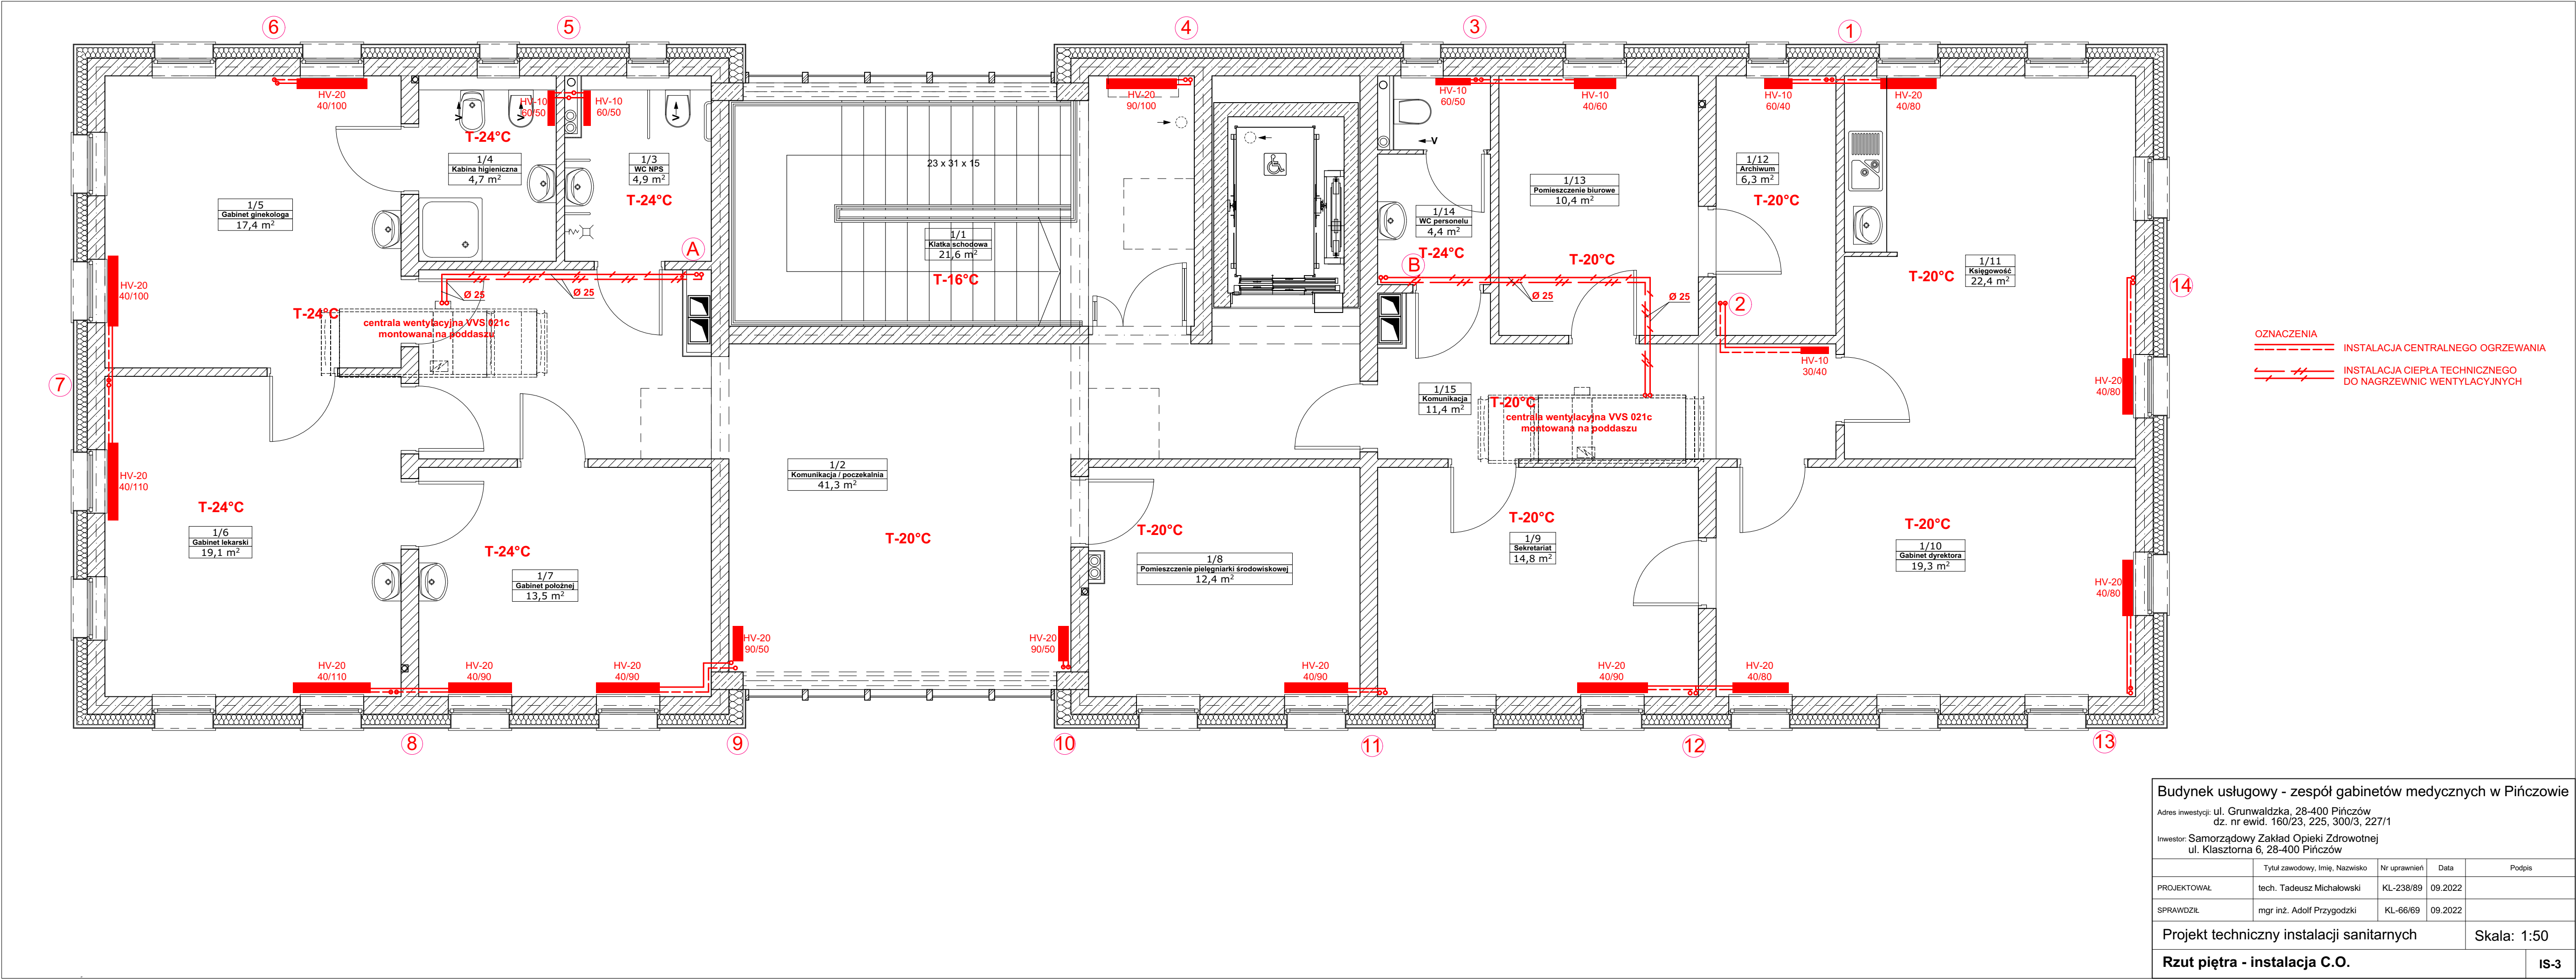 6
5
4
3
1
HV-20
40/100
HV-10
60/50
HV-10
60/50
HV-20
90/100
HV-10
60/50
HV-10
40/60
HV-10
60/40
HV-20
40/80
V
V
V
T-24°C
1/4
Kabina higieniczna
4,7 m²
1/3
WC NPS
4,9 m²
T-24°C
1/5
Gabinet ginekologa
17,4 m²
23 x 31 x 15
1/1
Klatka schodowa
21,6 m²
T-16°C
V
1/14
WC personelu
4,4 m²
T-24°C
1/13
Pomieszczenie biurowe
10,4 m²
T-20°C
1/12
Archiwum
6,3 m²
T-20°C
1/11
Księgowość
22,4 m²
T-20°C
A
B
2
14
7
HV-20
40/100
Ø 25
Ø 25
Ø 25
Ø 25
T-24°C
centrala wentylacyjna VVS 021c
montowana na poddaszu
HV-10
30/40
HV-20
40/80
1/15
Komunikacja
11,4 m²
T-20°C
centrala wentylacyjna VVS 021c
montowana na poddaszu
OZNACZENIA
INSTALACJA CENTRALNEGO OGRZEWANIA
INSTALACJA CIEPŁA TECHNICZNEGO
DO NAGRZEWNIC WENTYLACYJNYCH
HV-20
40/110
T-24°C
1/6
Gabinet lekarski
19,1 m²
T-24°C
1/7
Gabinet położnej
13,5 m²
1/2
Komunikacja / poczekalnia
41,3 m²
T-20°C
T-20°C
1/8
Pomieszczenie pielęgniarki środowiskowej
12,4 m²
T-20°C
1/9
Sekretariat
14,8 m²
T-20°C
1/10
Gabinet dyrektora
19,3 m²
HV-20
40/80
HV-20
40/110
HV-20
40/90
HV-20
40/90
HV-20
90/50
HV-20
90/50
HV-20
40/90
HV-20
40/90
HV-20
40/80
8
9
10
11
12
13
Budynek usługowy - zespół gabinetów medycznych w Pińczowie
Adres inwestycji: ul. Grunwaldzka, 28-400 Pińczów
dz. nr ewid. 160/23, 225, 300/3, 227/1
Inwestor: Samorządowy Zakład Opieki Zdrowotnej
ul. Klasztorna 6, 28-400 Pińczów
Tytuł zawodowy, Imię, Nazwisko Nr uprawnień Data Podpis
PROJEKTOWAŁ tech. Tadeusz Michałowski KL-238/89 09.2022
SPRAWDZIŁ mgr inż. Adolf Przygodzki KL-66/69 09.2022
Projekt techniczny instalacji sanitarnych Skala: 1:50
Rzut piętra - instalacja C.O. IS-3